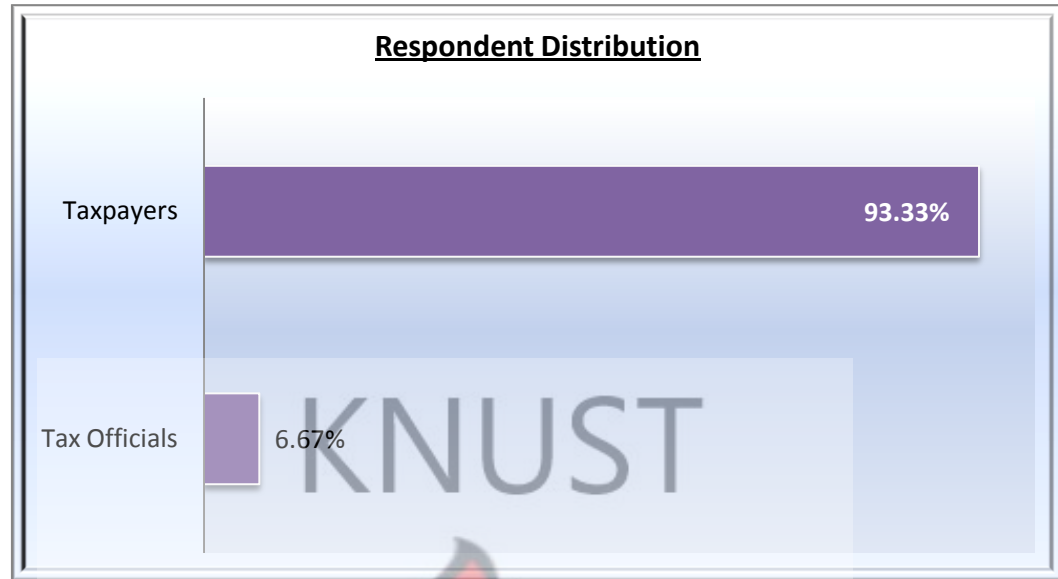 Respondent Distribution
Taxpayers
93.33%
Tax Officials
6.67%
KNUST